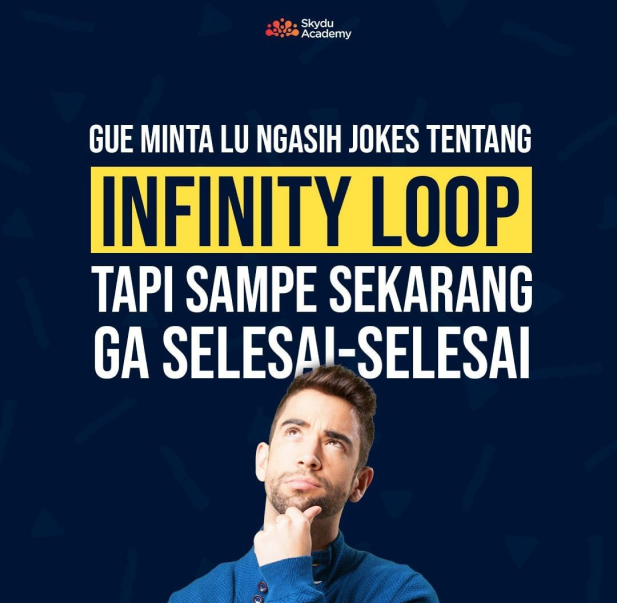 Skydu
Academy
GUE MINTA LU NGASIH JOKES TENTANG
INFINITY LOOP
TAPI SAMPE SEKARANG
GA SELESAI-SELESAI